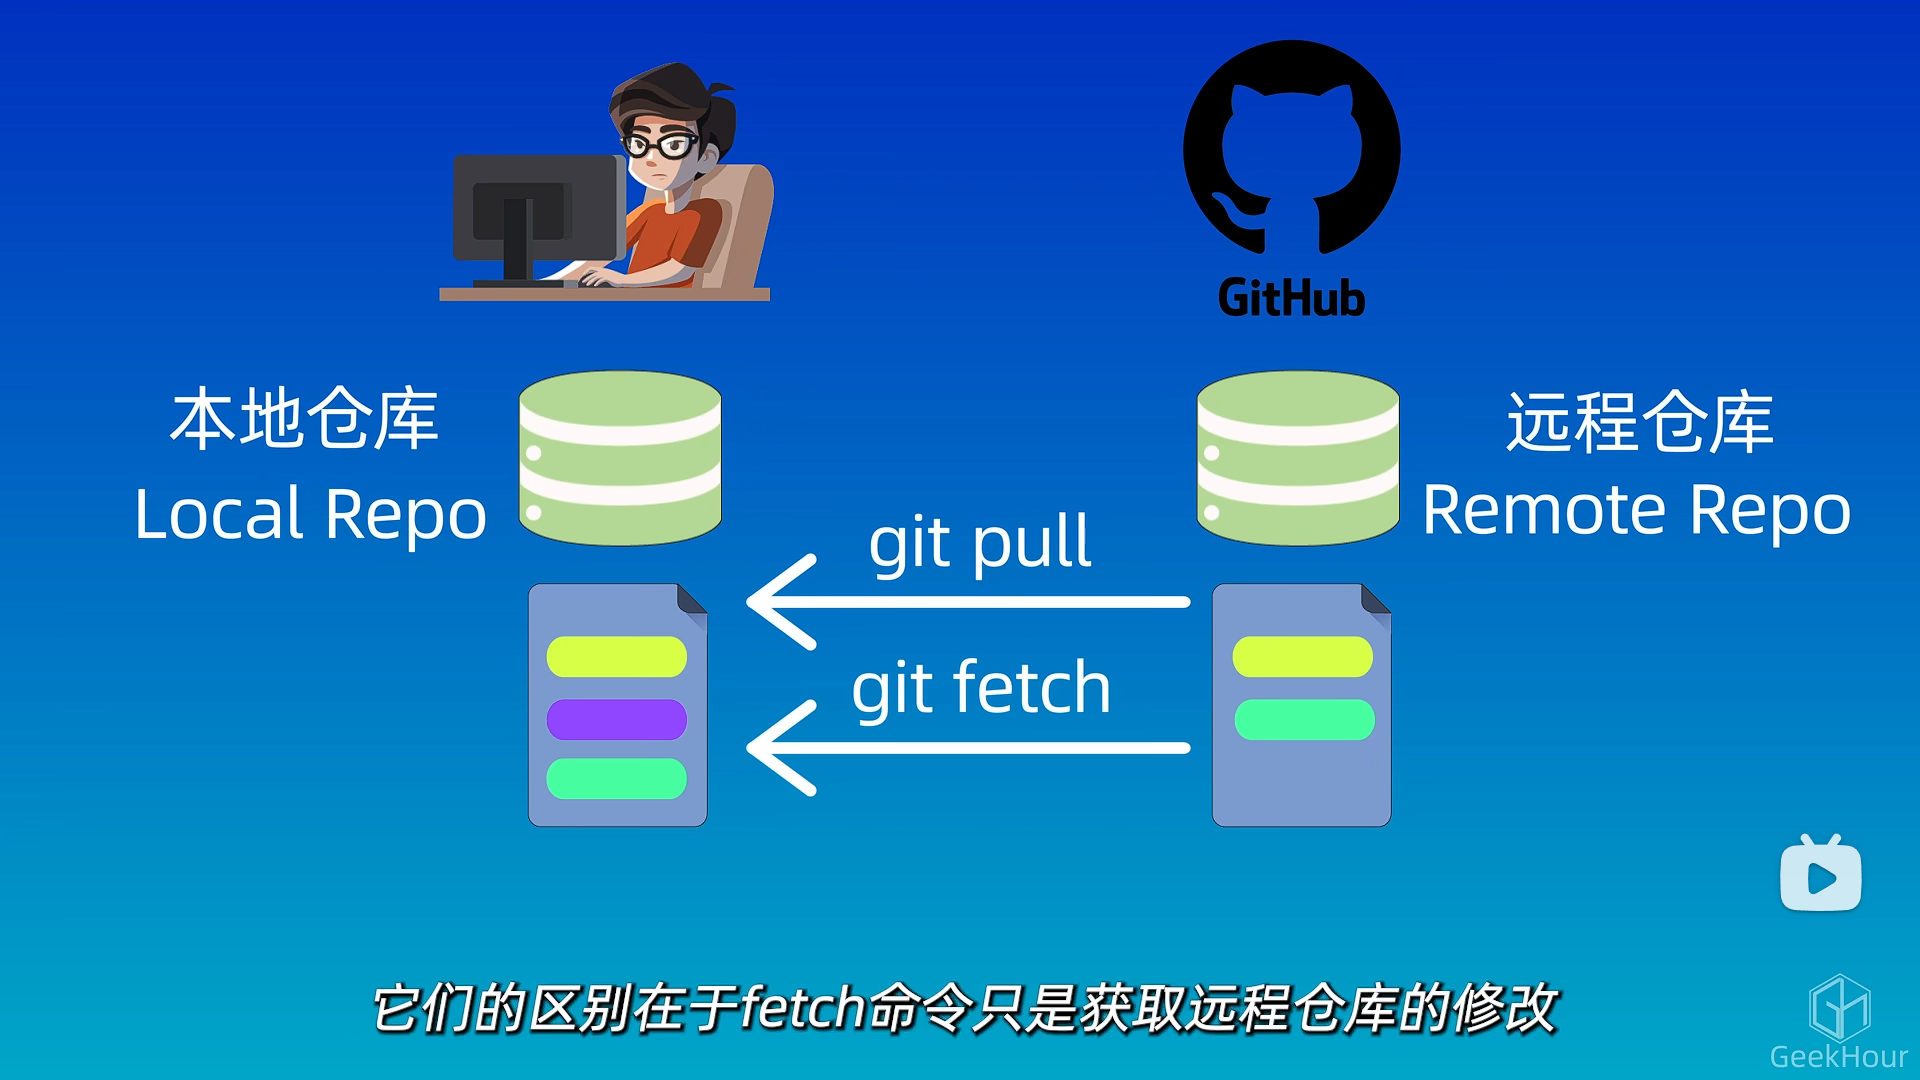 GitHub
本地仓库
Local Repo
远程仓库
Remote Repo
git pull
git fetch
它们的区别在于fetch命令只是获取远程仓库的修改
GeekHour